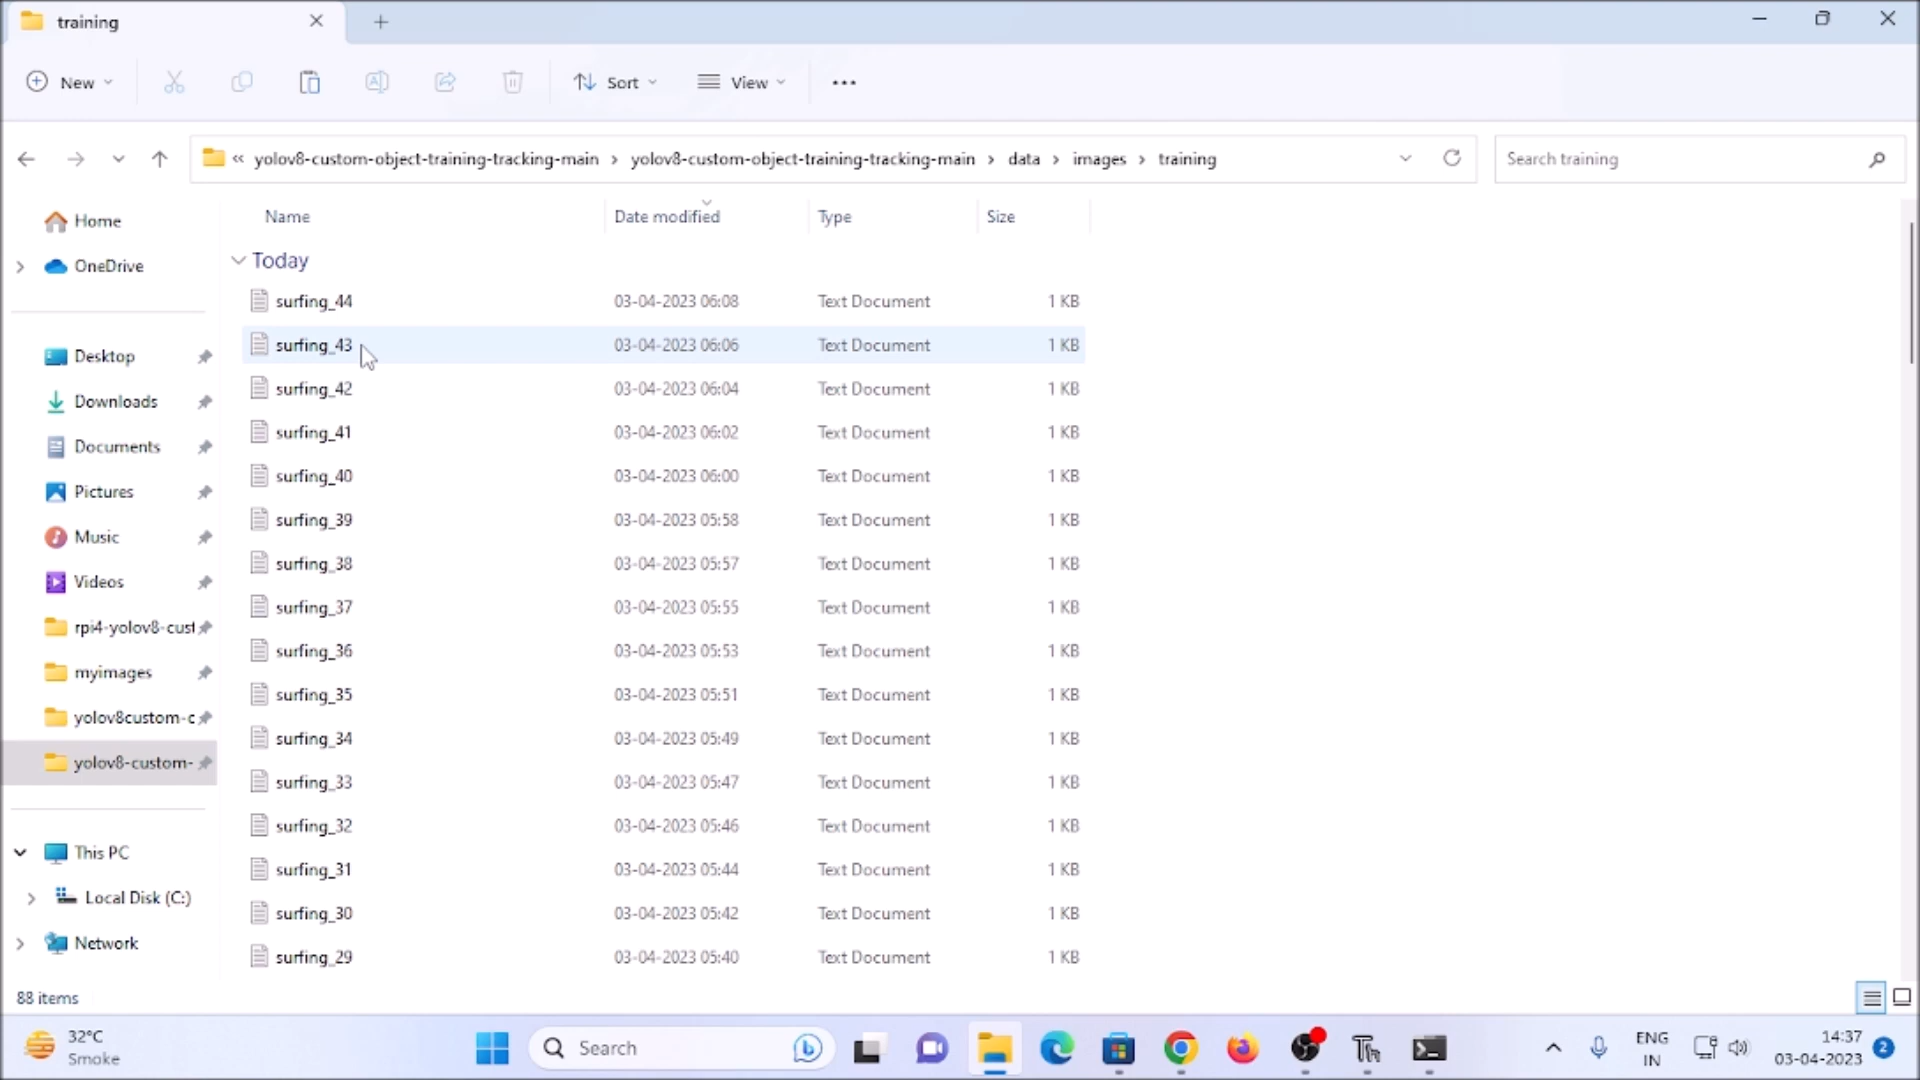 training
New
Sort
View
yolov8-custom-object-training-tracking-main > yolov8-custom-object-training-tracking-main > data > images > training
Search training
Home
OneDrive
Desktop
Downloads
Documents
Pictures
Music
Videos
rpi4-yolov8-cust
myimages
yolov8custom-c
yolov8-custom-
This PC
Local Disk (C:)
Network
Name Date modified Type Size
Today
surfing_44 03-04-2023 06:08 Text Document 1 KB
surfing_43 03-04-2023 06:06 Text Document 1 KB
surfing_42 03-04-2023 06:04 Text Document 1 KB
surfing_41 03-04-2023 06:02 Text Document 1 KB
surfing_40 03-04-2023 06:00 Text Document 1 KB
surfing_39 03-04-2023 05:58 Text Document 1 KB
surfing_38 03-04-2023 05:57 Text Document 1 KB
surfing_37 03-04-2023 05:55 Text Document 1 KB
surfing_36 03-04-2023 05:53 Text Document 1 KB
surfing_35 03-04-2023 05:51 Text Document 1 KB
surfing_34 03-04-2023 05:49 Text Document 1 KB
surfing_33 03-04-2023 05:47 Text Document 1 KB
surfing_32 03-04-2023 05:46 Text Document 1 KB
surfing_31 03-04-2023 05:44 Text Document 1 KB
surfing_30 03-04-2023 05:42 Text Document 1 KB
surfing_29 03-04-2023 05:40 Text Document 1 KB
88 items
32°C
Smoke
Search
ENG
IN
14:37
03-04-2023
2